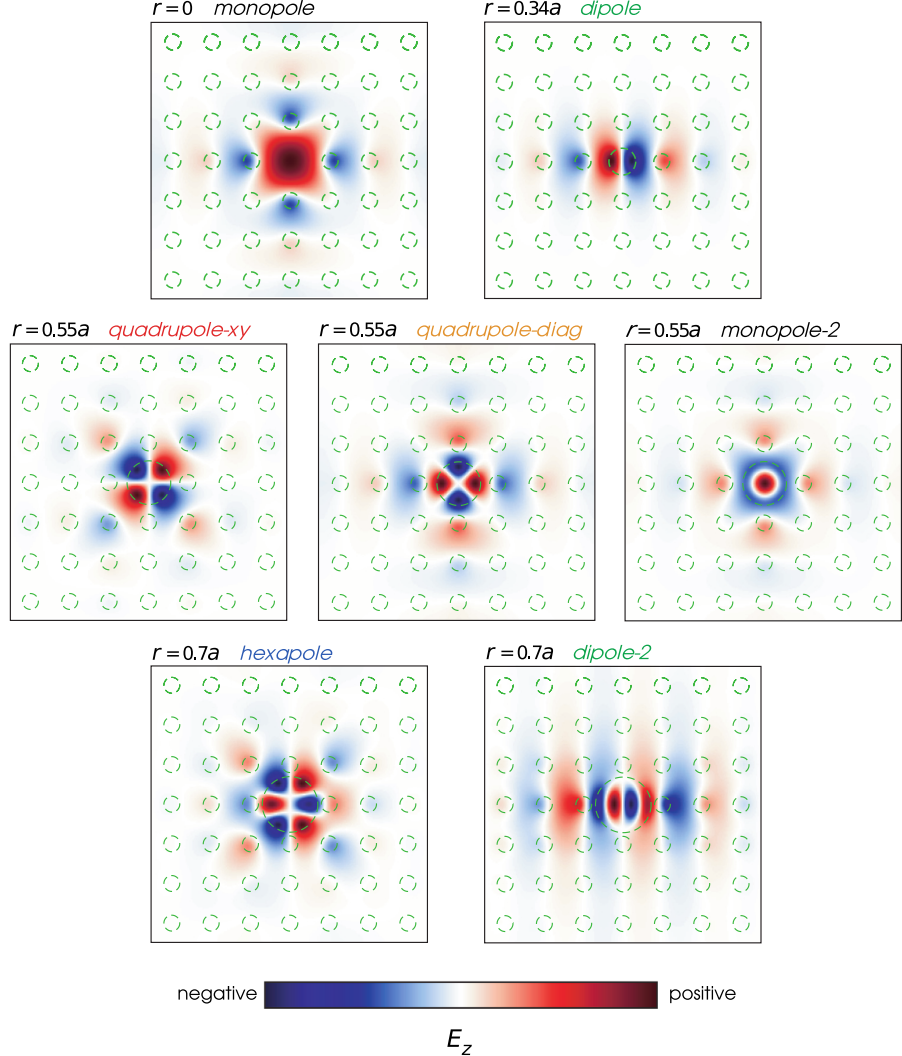 r = 0 monopole
r = 0.34a dipole
r = 0.55a quadrupole-xy
r = 0.55a quadrupole-diag
r = 0.55a monopole-2
r = 0.7a hexapole
r = 0.7a dipole-2
negative positive
E_z